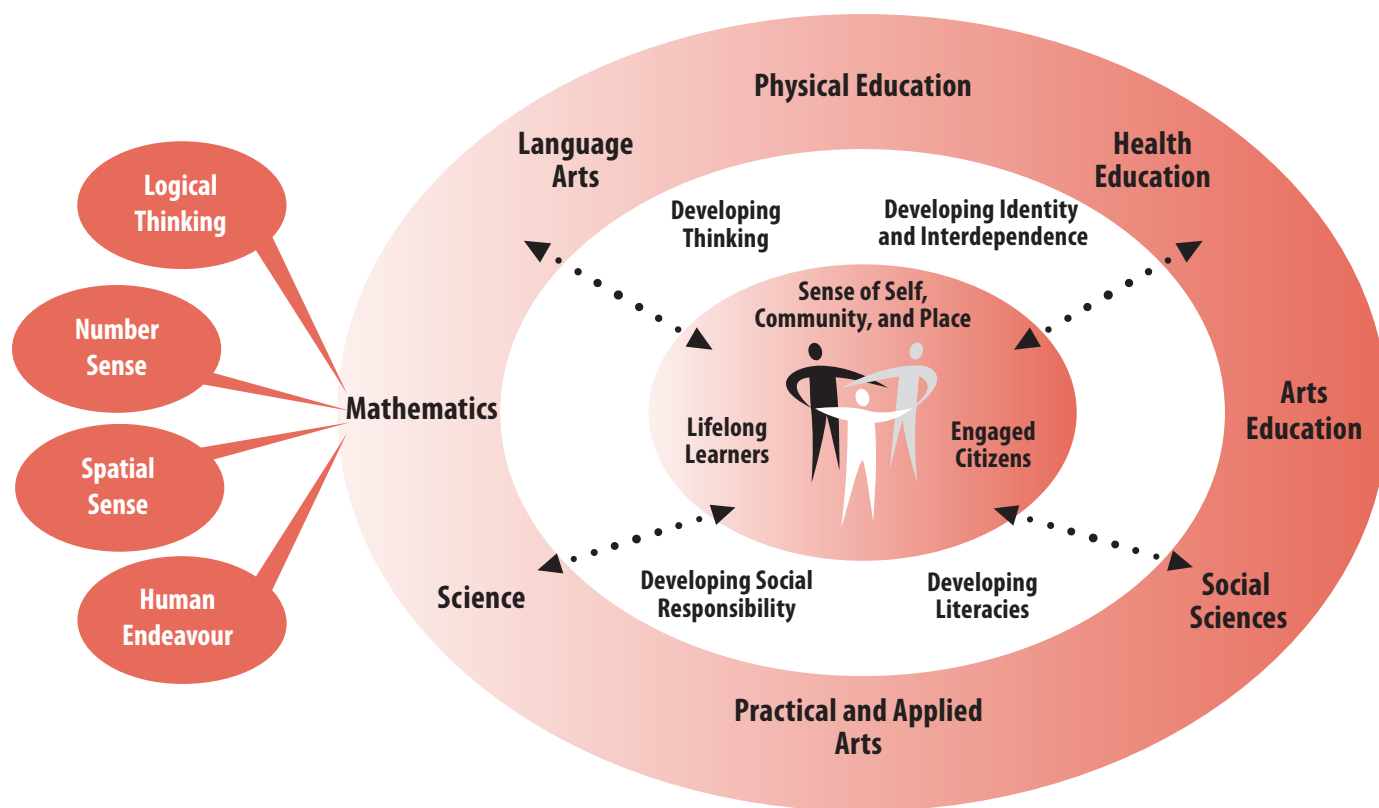 Physical Education
Language
Arts
Health
Education
Logical
Thinking
Developing
Thinking
Developing Identity
and Interdependence
Sense of Self,
Community, and Place
Number
Sense
Mathematics
Arts
Education
Lifelong
Learners
Engaged
Citizens
Spatial
Sense
Science
Developing Social
Responsibility
Developing
Literacies
Social
Sciences
Human
Endeavour
Practical and Applied
Arts